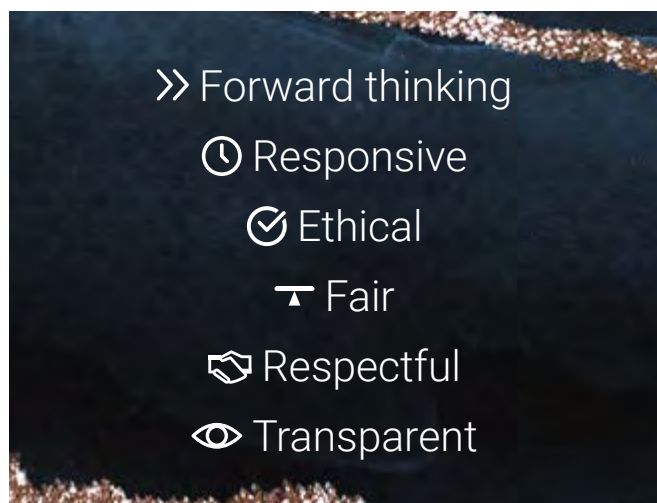 Forward thinking
Responsive
Ethical
Fair
Respectful
Transparent